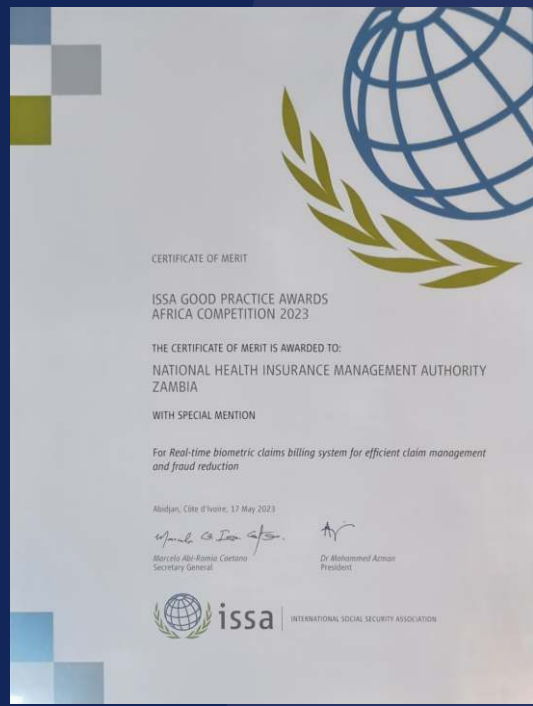 CERTIFICATE OF MERIT
ISSA GOOD PRACTICE AWARDS
AFRICA COMPETITION 2023
THE CERTIFICATE OF MERIT IS AWARDED TO:
NATIONAL HEALTH INSURANCE MANAGEMENT AUTHORITY
ZAMBIA
WITH SPECIAL MENTION
For Real-time biometric claims billing system for efficient claim management
and fraud reduction
Abidjan, Côte d'Ivoire, 17 May 2023
Marcelo Abi-Ramia Caetano
Secretary General
Dr Mohammed Azman
President
issa
INTERNATIONAL SOCIAL SECURITY ASSOCIATION